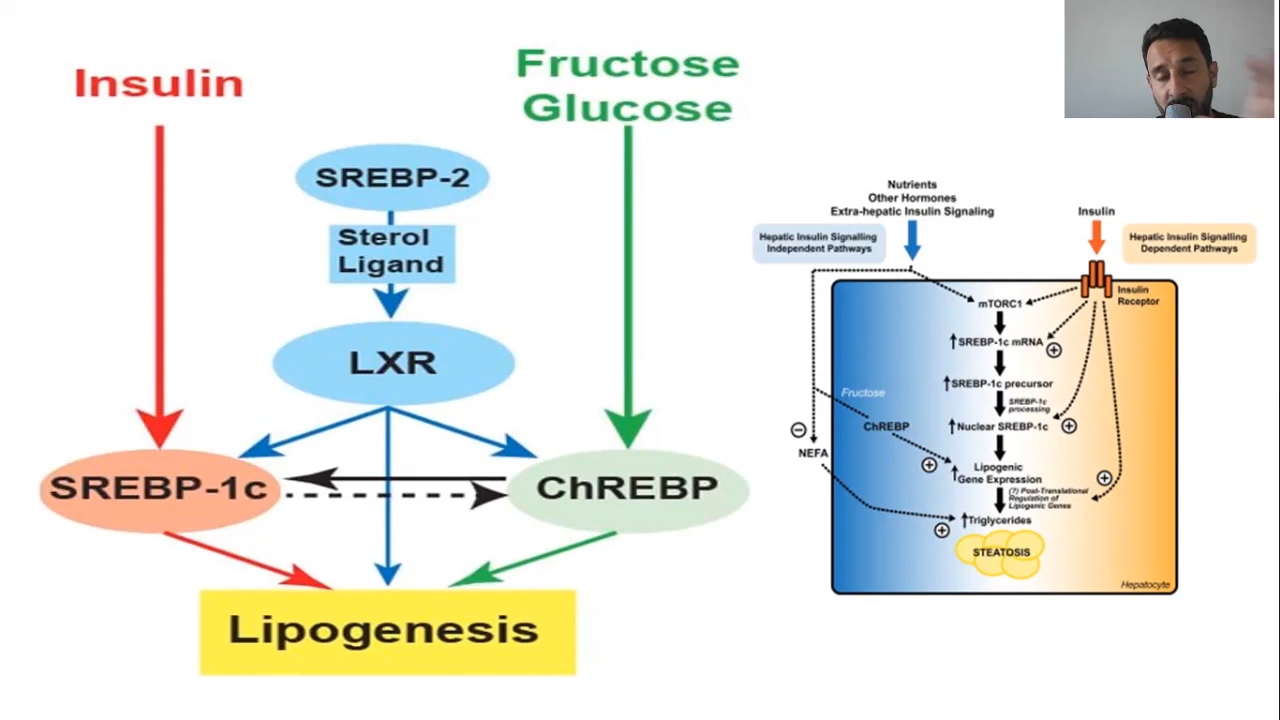 Insulin
Fructose
Glucose
SREBP-2
Sterol
Ligand
LXR
SREBP-1c
ChREBP
Lipogenesis
Nutrients
Other Hormones
Extra-hepatic Insulin Signaling
Insulin
Hepatic Insulin Signalling
Independent Pathways
Hepatic Insulin Signalling
Dependent Pathways
Insulin
Receptor
mTORC1
SREBP-1c mRNA
SREBP-1c precursor
SREBP-1c
processing
Fructose
ChREBP
Nuclear SREBP-1c
NEFA
Lipogenic
Gene Expression
(?) Post-Translational
Regulation of
Lipogenic Genes
Triglycerides
STEATOSIS
Hepatocyte